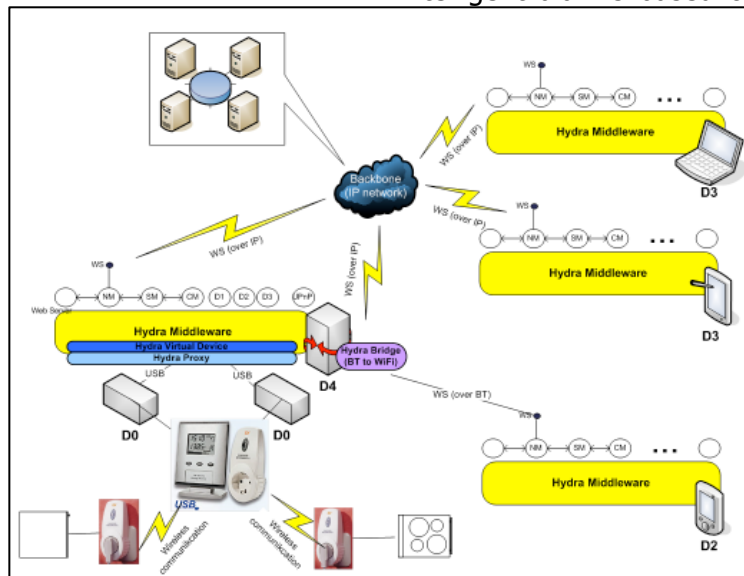 WS
NM
SM
CM
...
Hydra Middleware
D3
WS (over IP)
Backbone
(IP network)
WS (over IP)
WS
NM
SM
CM
...
Hydra Middleware
D3
WS (over IP)
WS (over IP)
WS
Web Server
NM
SM
CM
D1
D2
D3
UPnP
Hydra Middleware
Hydra Virtual Device
Hydra Proxy
D4
Hydra Bridge
(BT to WiFi)
USB
USB
D0
D0
WS (over BT)
WS
NM
SM
CM
...
Hydra Middleware
D2
USB
Wireless
communikcation
Wireless
communikcation